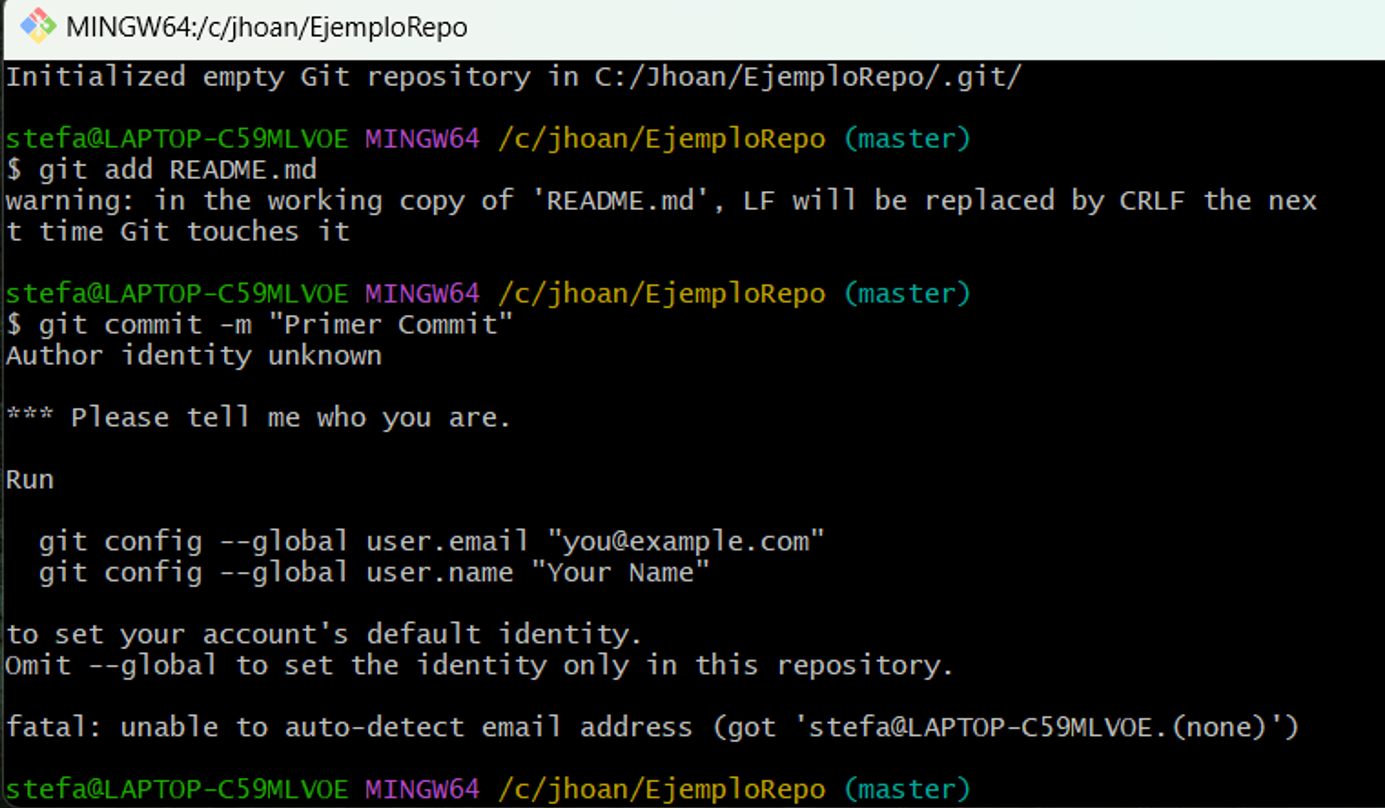 MINGW64:/c/jhoan/EjemploRepo
Initialized empty Git repository in C:/Jhoan/EjemploRepo/.git/
stefa@LAPTOP-C59MLVOE MINGW64 /c/jhoan/EjemploRepo (master)
$ git add README.md
warning: in the working copy of 'README.md', LF will be replaced by CRLF the nex
t time Git touches it
stefa@LAPTOP-C59MLVOE MINGW64 /c/jhoan/EjemploRepo (master)
$ git commit -m "Primer Commit"
Author identity unknown
*** Please tell me who you are.
Run
  git config --global user.email "you@example.com"
  git config --global user.name "Your Name"
to set your account's default identity.
Omit --global to set the identity only in this repository.
fatal: unable to auto-detect email address (got 'stefa@LAPTOP-C59MLVOE.(none)')
stefa@LAPTOP-C59MLVOE MINGW64 /c/jhoan/EjemploRepo (master)